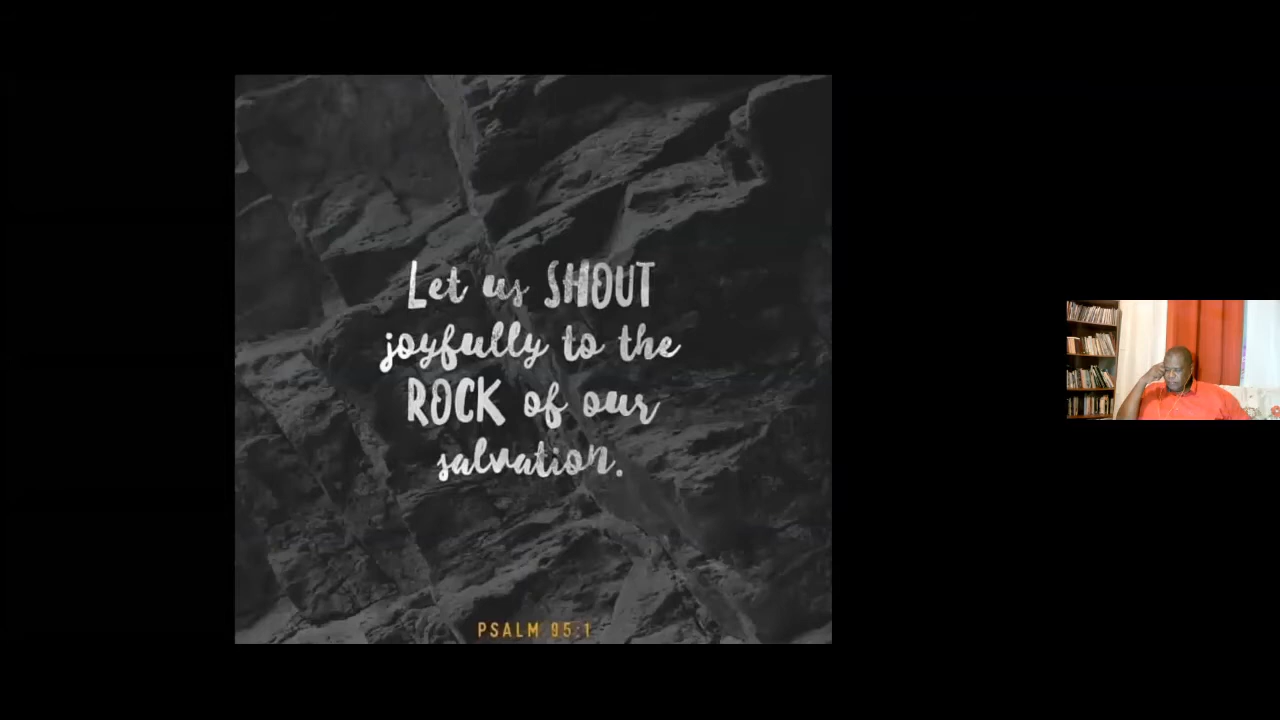 Let us SHOUT
joyfully to the
ROCK of our
salvation.
PSALM 95:1